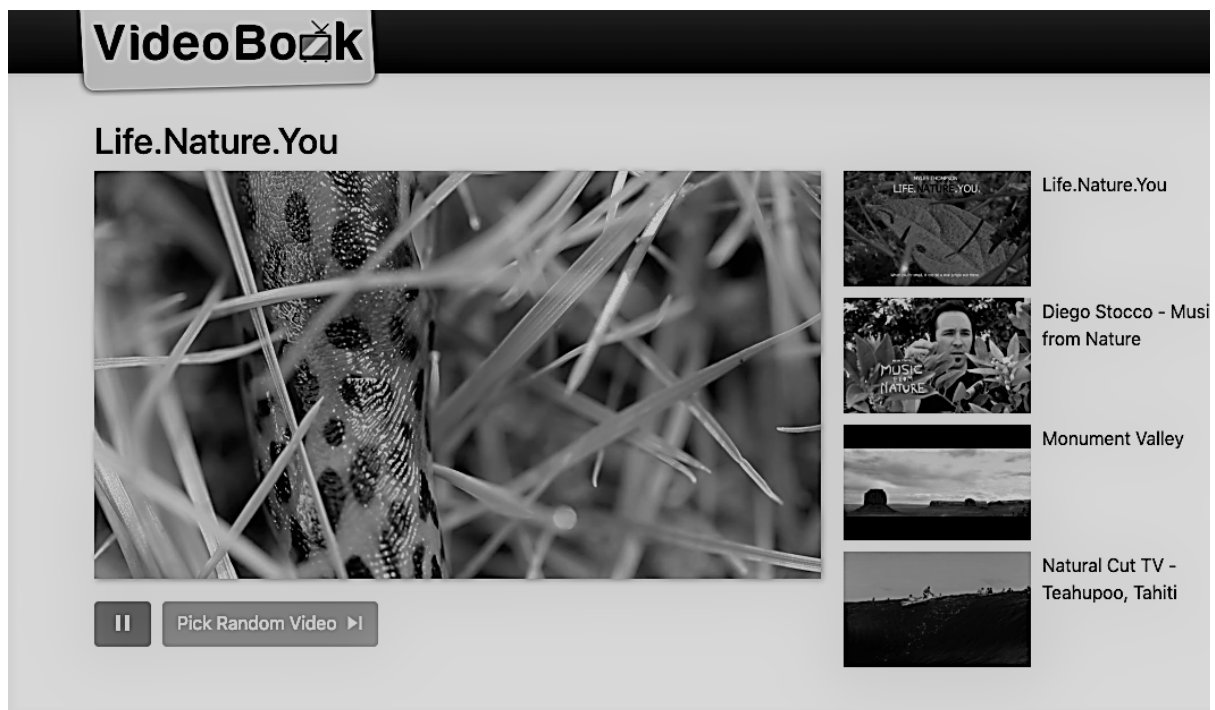 VideoBook
Life.Nature.You
LIFE.NATURE.YOU.
Life.Nature.You
MUSIC
FROM
NATURE
Diego Stocco - Musi
from Nature
Monument Valley
Natural Cut TV -
Teahupoo, Tahiti
Pick Random Video